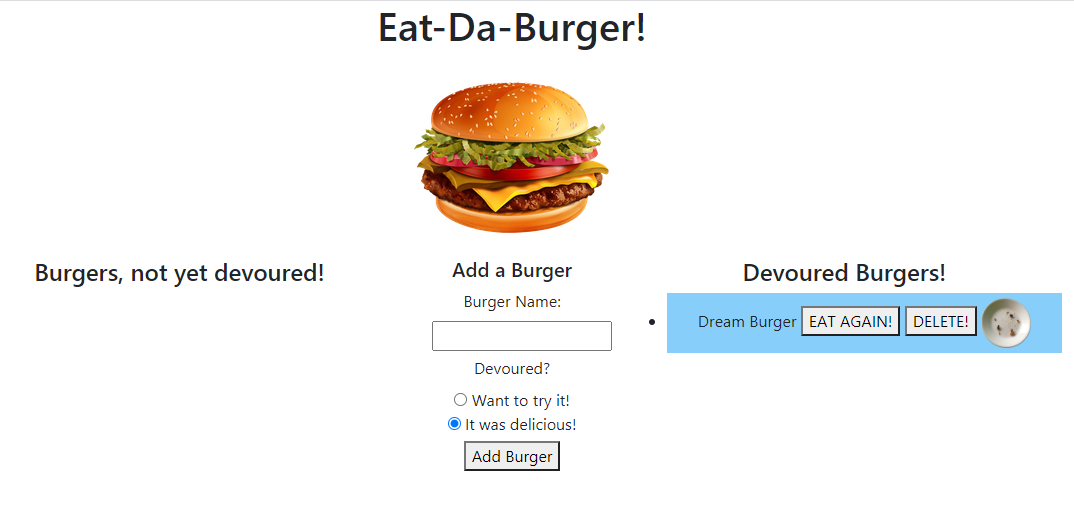 Eat-Da-Burger!
Burgers, not yet devoured!
Add a Burger
Burger Name:
Devoured?
Want to try it!
It was delicious!
Add Burger
Devoured Burgers!
Dream Burger EAT AGAIN! DELETE!